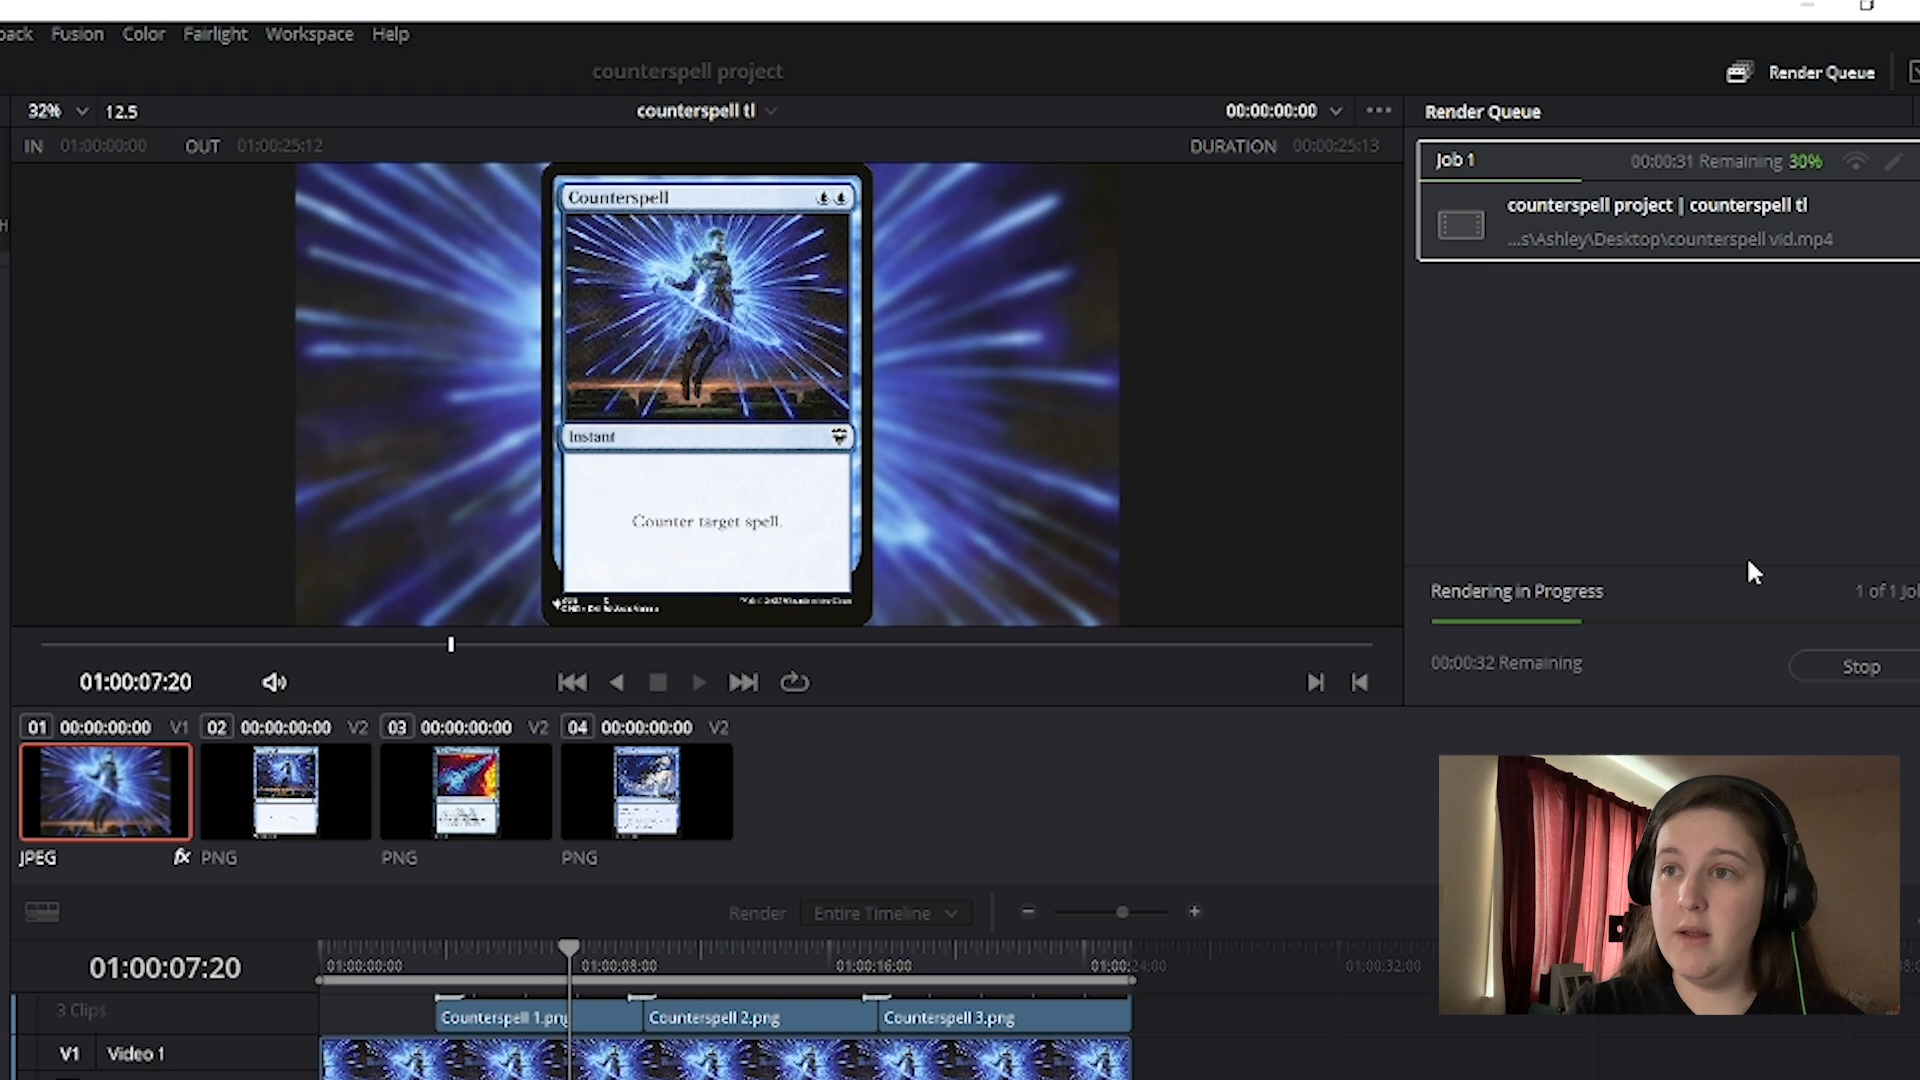 back Fusion Color Fairlight Workspace Help
counterspell project
Render Queue
32% 12.5 counterspell tl 00:00:00:00 ••• Render Queue
IN 01:00:00:00 OUT 01:00:25:12 DURATION 00:00:25:13
Job 1 00:00:31 Remaining 30%
counterspell project | counterspell tl
...s\Ashley\Desktop\counterspell vid.mp4
Counterspell
Instant
Counter target spell.
Rendering in Progress 1 of 1 Jo
00:00:32 Remaining Stop
01:00:07:20
01 00:00:00:00 V1 02 00:00:00:00 V2 03 00:00:00:00 V2 04 00:00:00:00 V2
JPEG fx PNG PNG PNG
Render Entire Timeline
01:00:07:20
01:00:00:00 01:00:08:00 01:00:16:00 01:00:24:00 01:00:32:00
3 Clips Counterspell 1.png Counterspell 2.png Counterspell 3.png
V1 Video 1